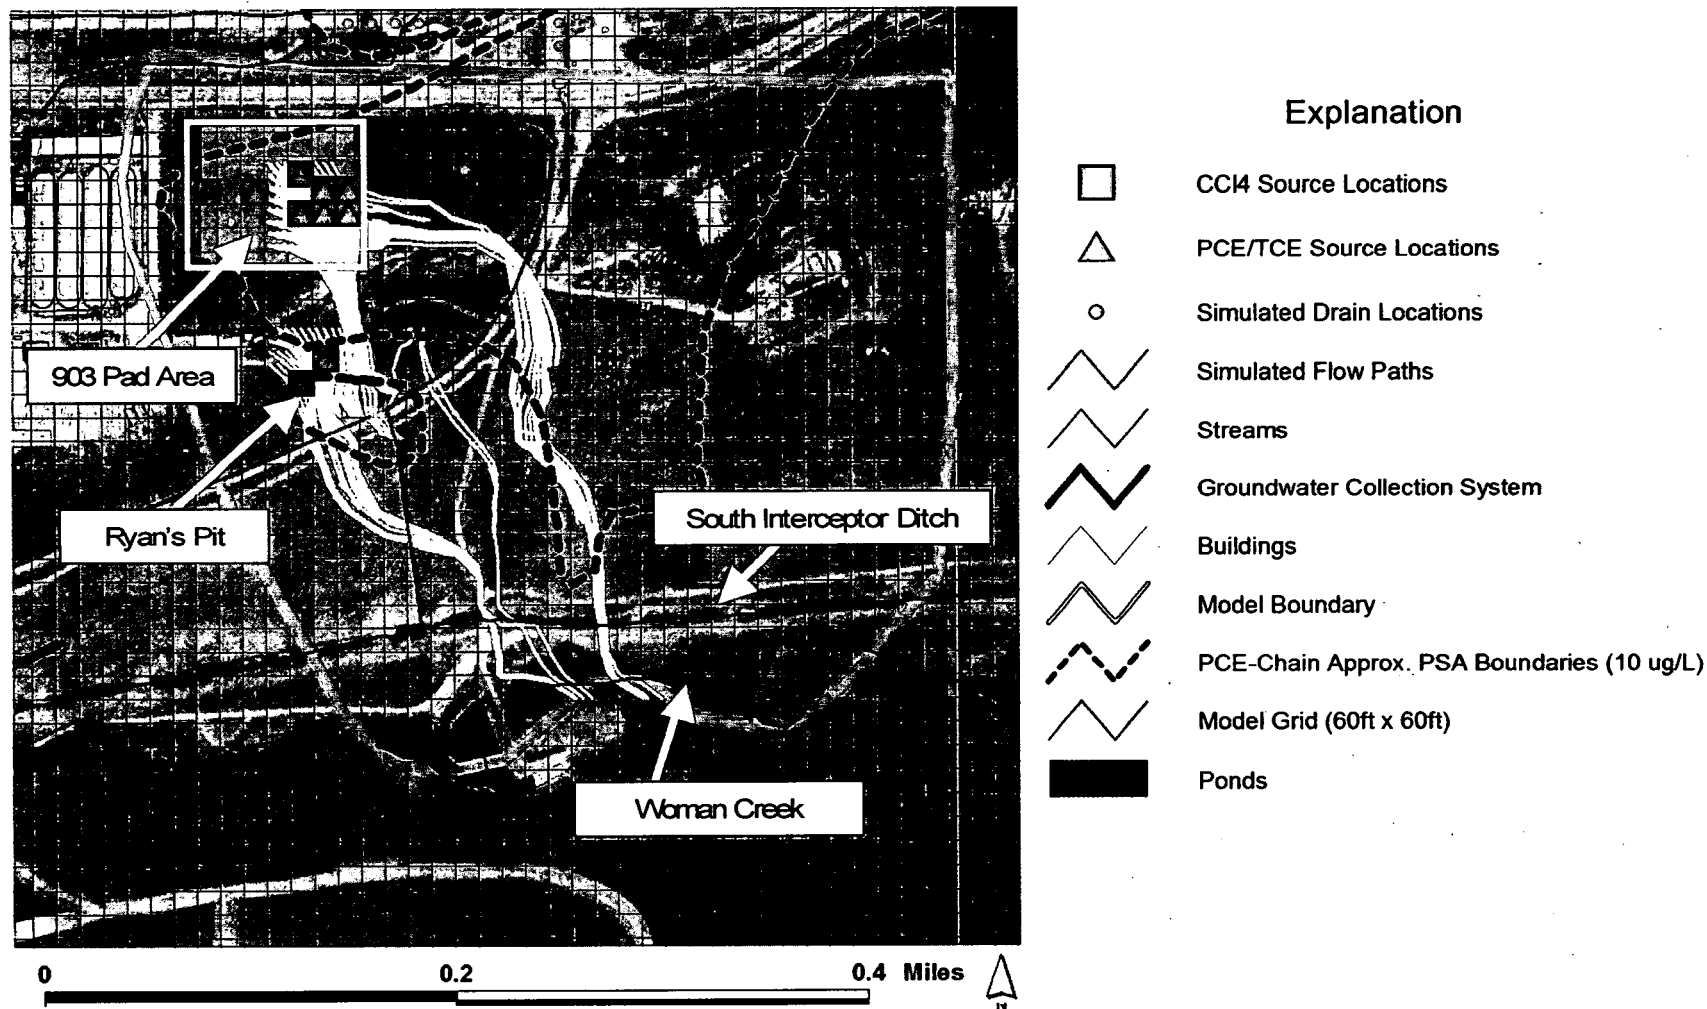 Explanation
CCl4 Source Locations
PCE/TCE Source Locations
Simulated Drain Locations
Simulated Flow Paths
Streams
Groundwater Collection System
Buildings
Model Boundary
PCE-Chain Approx. PSA Boundaries (10 ug/L)
Model Grid (60ft x 60ft)
Ponds
903 Pad Area
Ryan's Pit
South Interceptor Ditch
Woman Creek
0 0.2 0.4 Miles